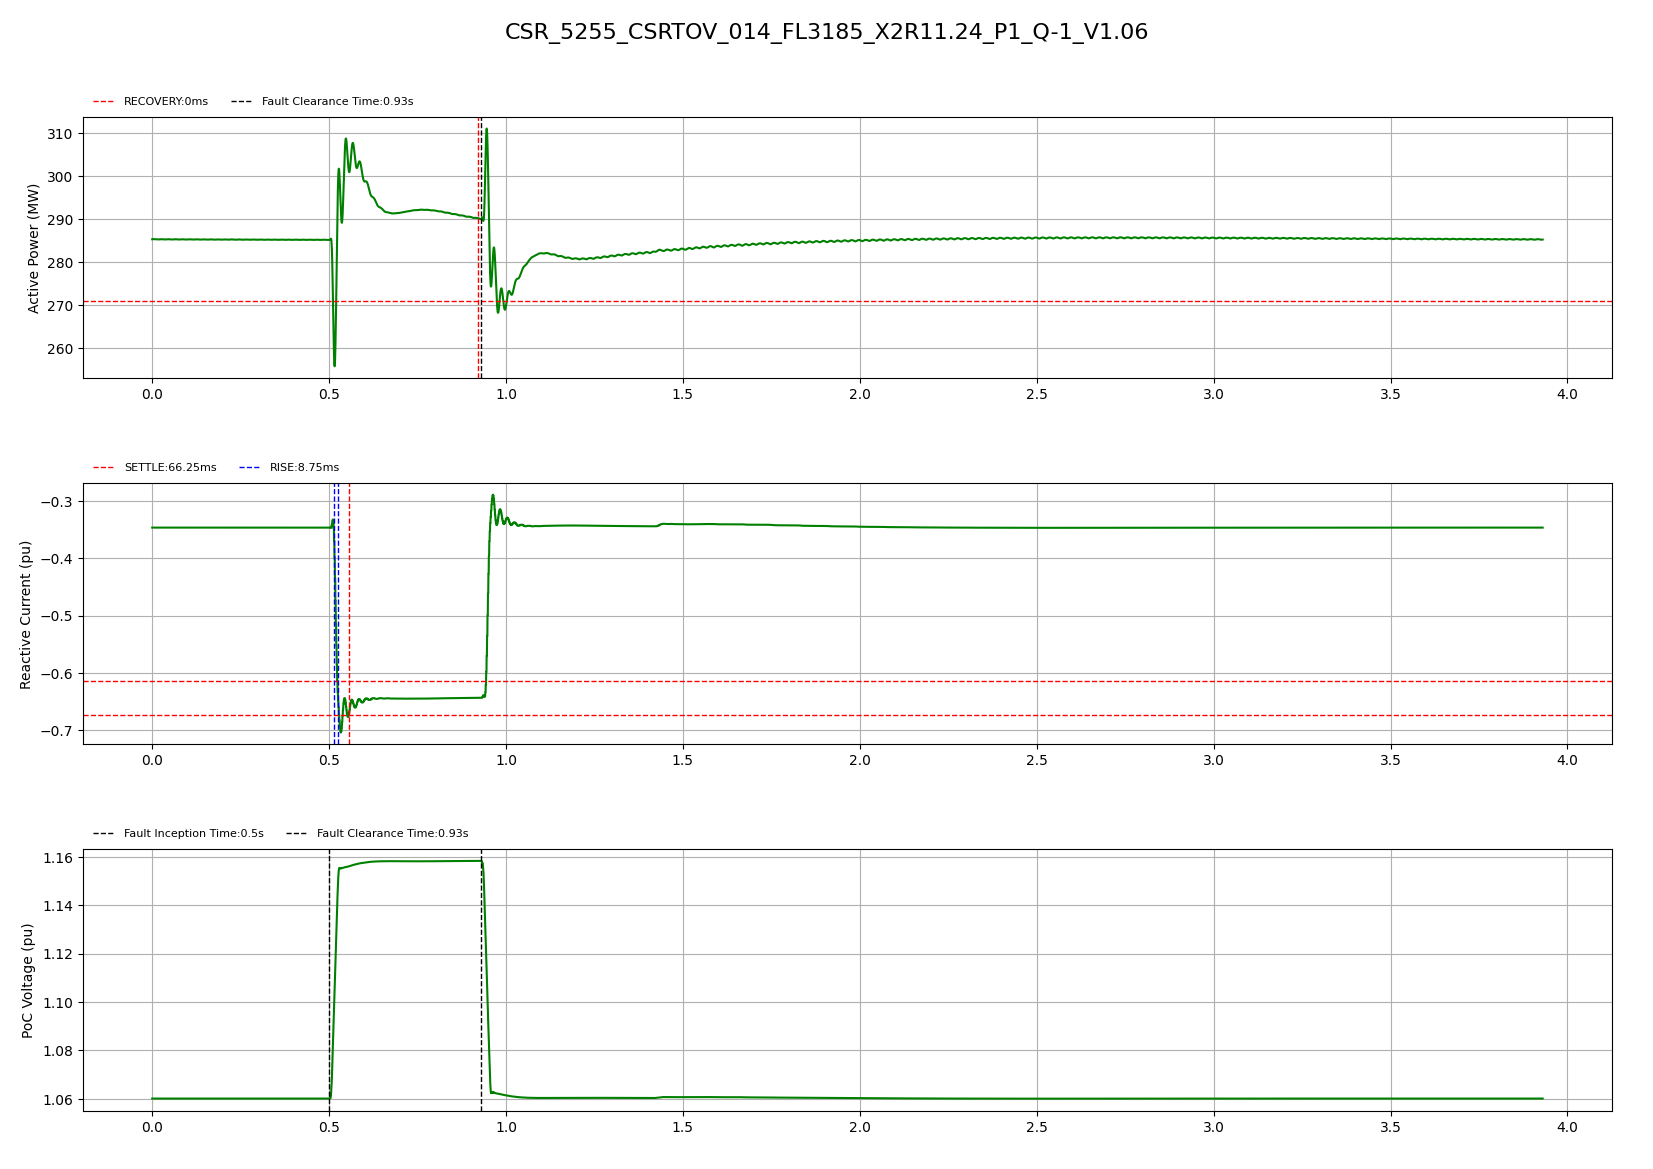 CSR_5255_CSRTOV_014_FL3185_X2R11.24_P1_Q-1_V1.06
RECOVERY:0ms Fault Clearance Time:0.93s
Active Power (MW)
310
300
290
280
270
260
0.0 0.5 1.0 1.5 2.0 2.5 3.0 3.5 4.0
SETTLE:66.25ms RISE:8.75ms
Reactive Current (pu)
−0.3
−0.4
−0.5
−0.6
−0.7
0.0 0.5 1.0 1.5 2.0 2.5 3.0 3.5 4.0
Fault Inception Time:0.5s Fault Clearance Time:0.93s
PoC Voltage (pu)
1.16
1.14
1.12
1.10
1.08
1.06
0.0 0.5 1.0 1.5 2.0 2.5 3.0 3.5 4.0